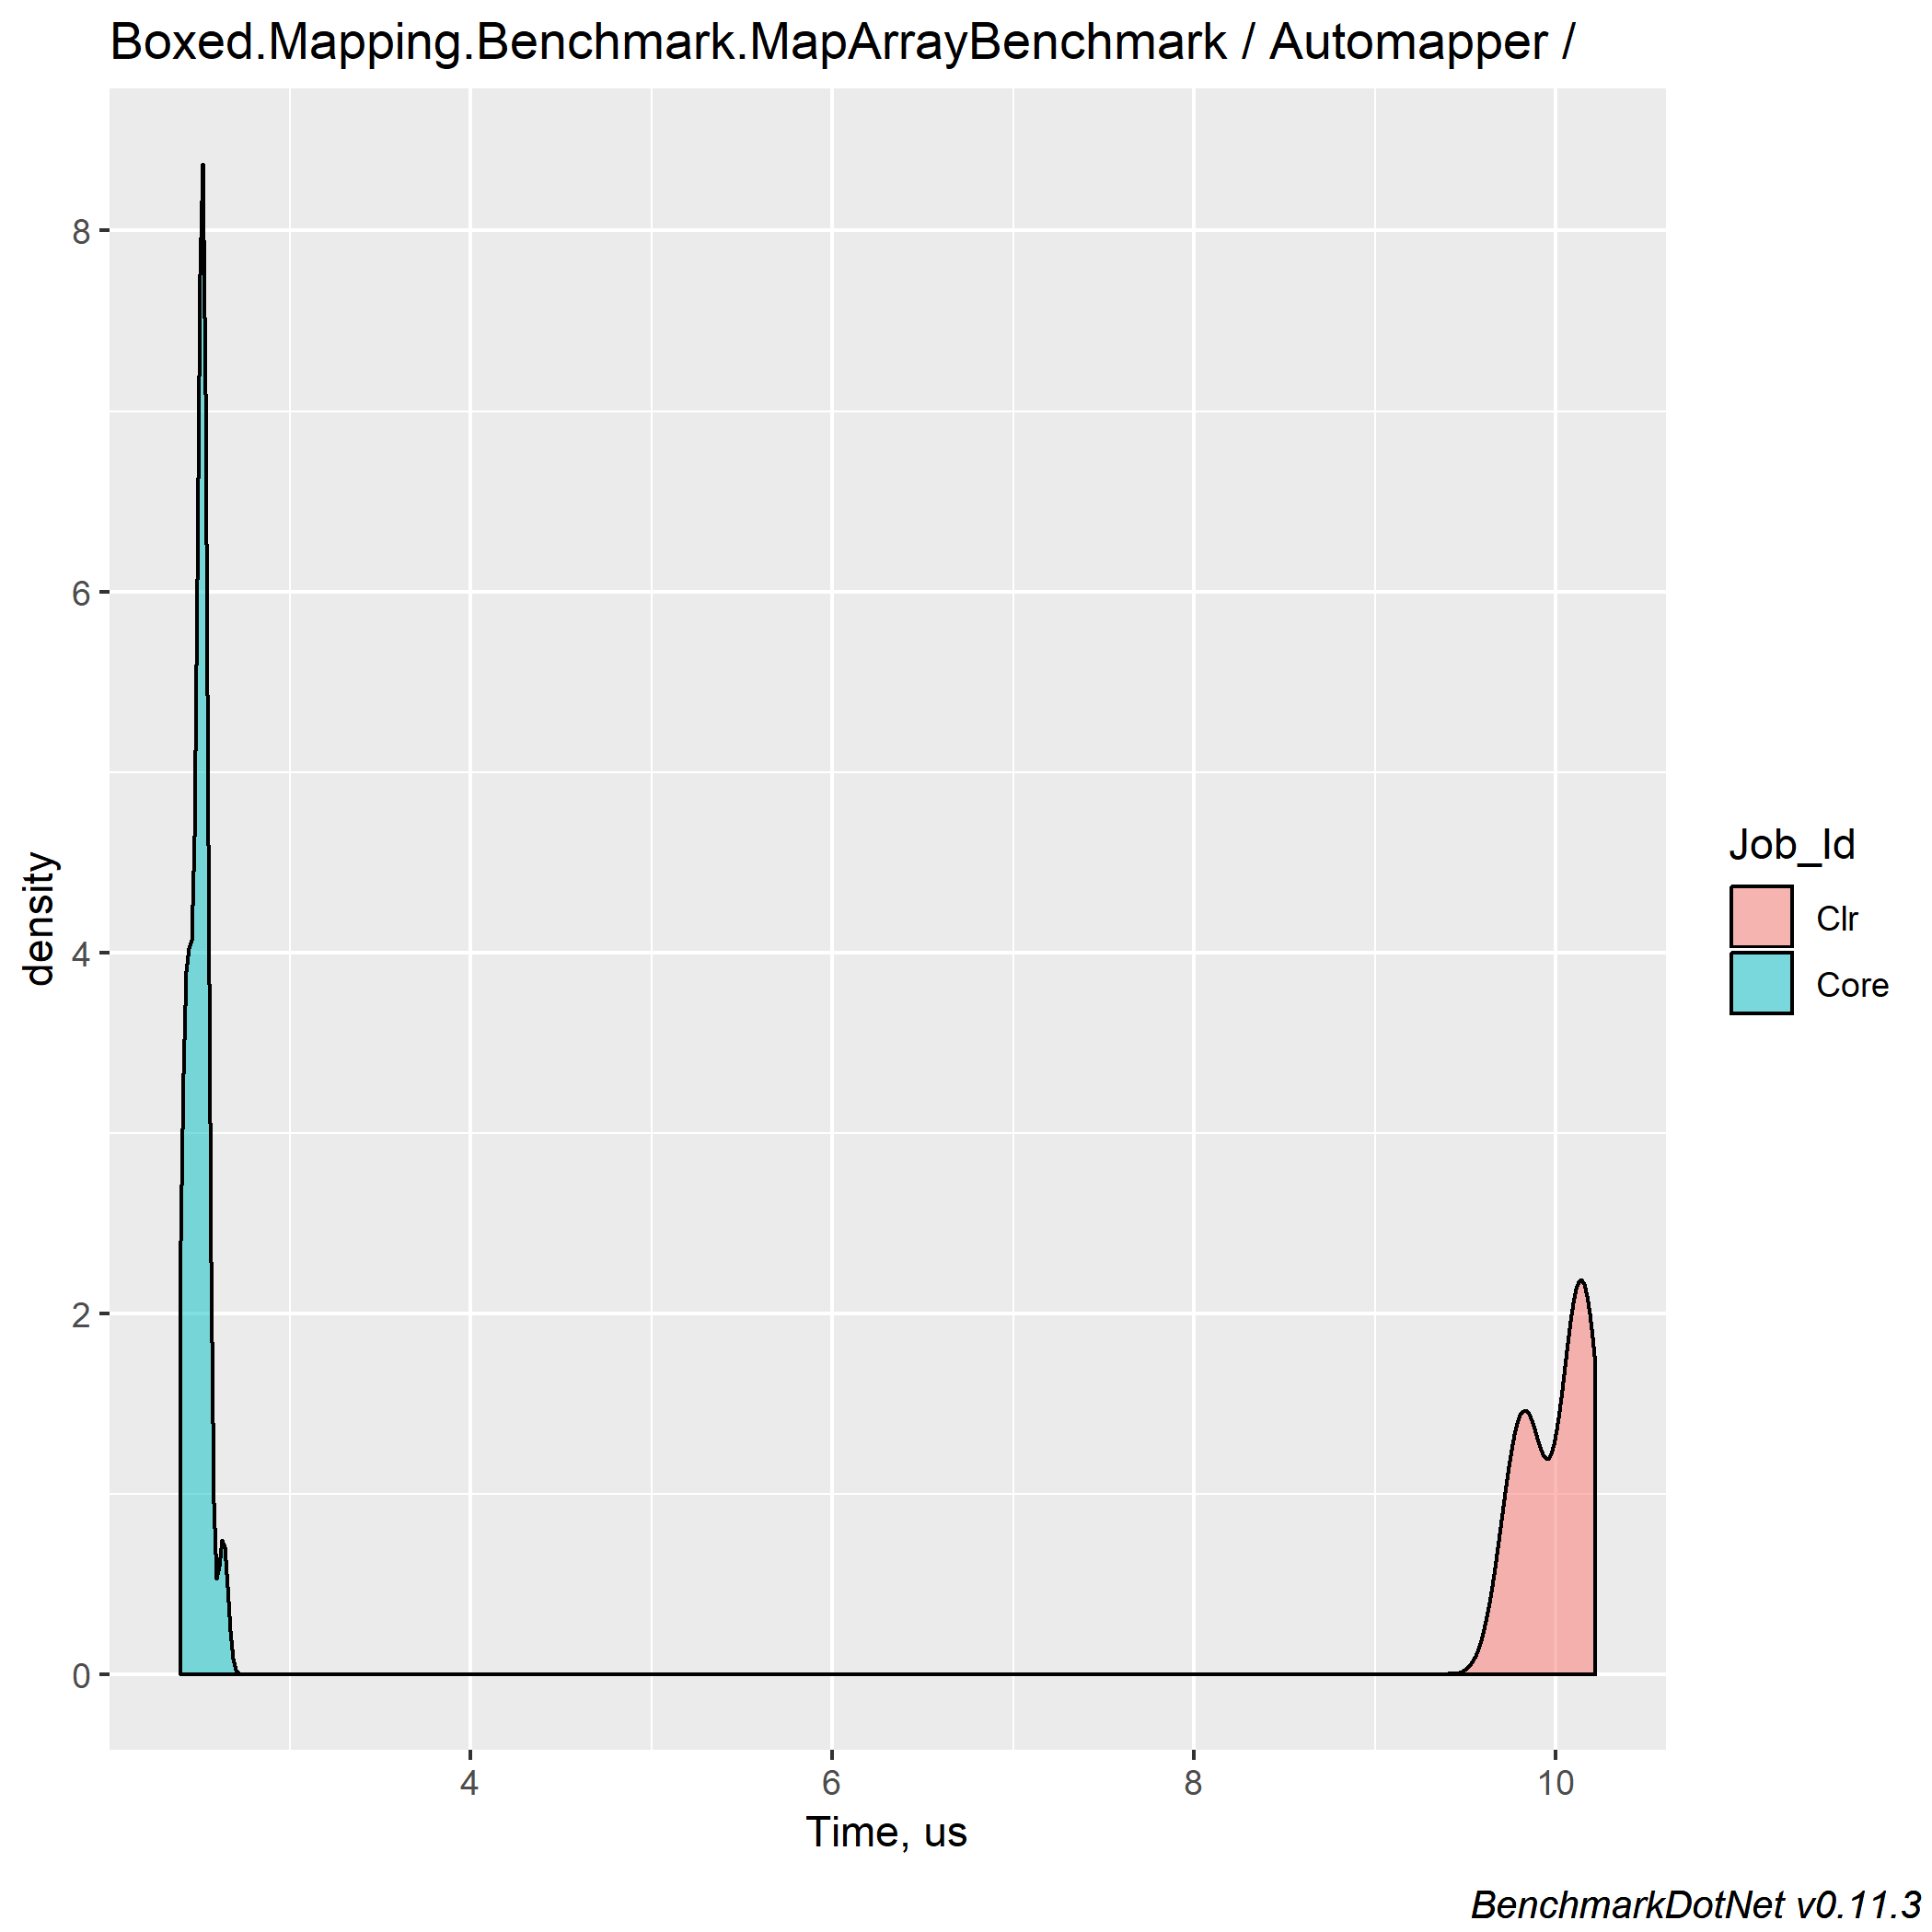 Boxed.Mapping.Benchmark.MapArrayBenchmark / Automapper /
density
8
6
4
2
0
4 6 8 10
Time, us
Job_Id
Clr
Core
BenchmarkDotNet v0.11.3